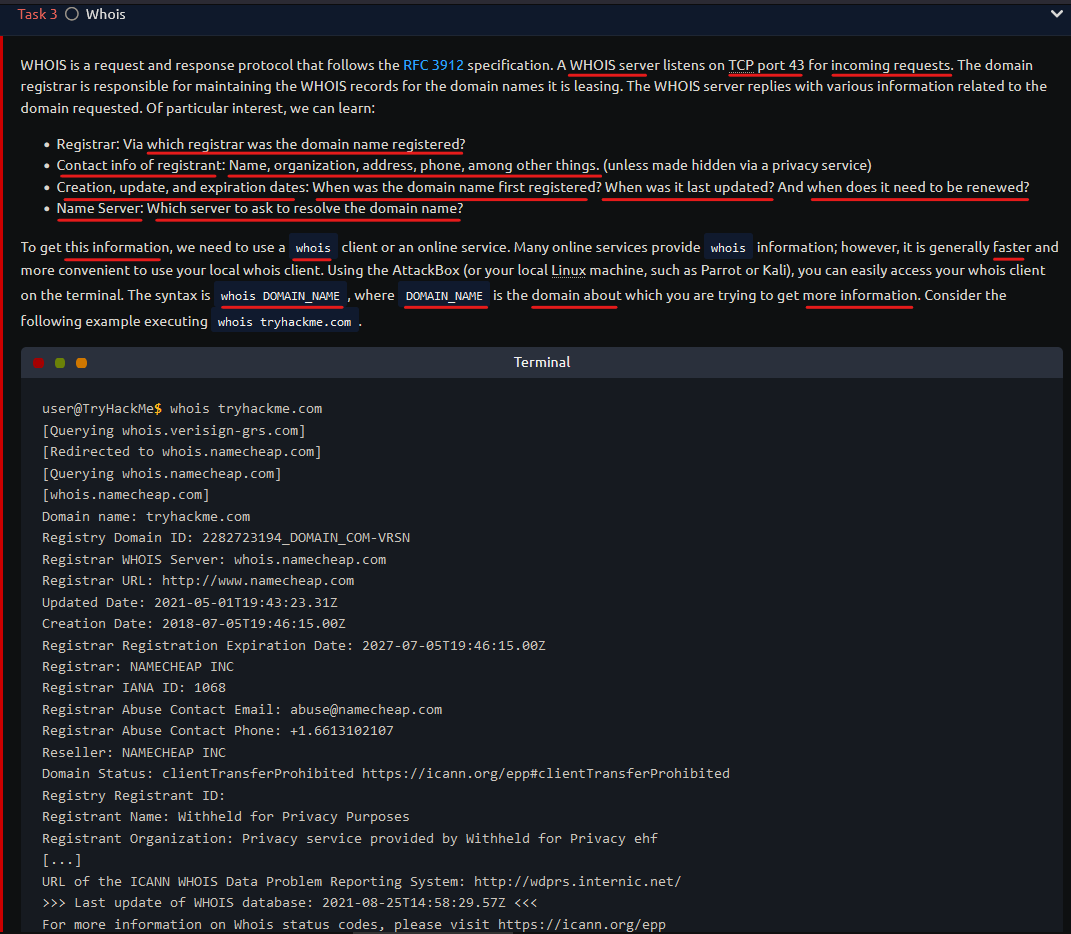 Task 3 Whois
WHOIS is a request and response protocol that follows the RFC 3912 specification. A WHOIS server listens on TCP port 43 for incoming requests. The domain
registrar is responsible for maintaining the WHOIS records for the domain names it is leasing. The WHOIS server replies with various information related to the
domain requested. Of particular interest, we can learn:
• Registrar: Via which registrar was the domain name registered?
• Contact info of registrant: Name, organization, address, phone, among other things. (unless made hidden via a privacy service)
• Creation, update, and expiration dates: When was the domain name first registered? When was it last updated? And when does it need to be renewed?
• Name Server: Which server to ask to resolve the domain name?
To get this information, we need to use a whois client or an online service. Many online services provide whois information; however, it is generally faster and
more convenient to use your local whois client. Using the AttackBox (or your local Linux machine, such as Parrot or Kali), you can easily access your whois client
on the terminal. The syntax is whois DOMAIN_NAME , where DOMAIN_NAME is the domain about which you are trying to get more information. Consider the
following example executing whois tryhackme.com .
Terminal
user@TryHackMe$ whois tryhackme.com
[Querying whois.verisign-grs.com]
[Redirected to whois.namecheap.com]
[Querying whois.namecheap.com]
[whois.namecheap.com]
Domain name: tryhackme.com
Registry Domain ID: 2282723194_DOMAIN_COM-VRSN
Registrar WHOIS Server: whois.namecheap.com
Registrar URL: http://www.namecheap.com
Updated Date: 2021-05-01T19:43:23.31Z
Creation Date: 2018-07-05T19:46:15.00Z
Registrar Registration Expiration Date: 2027-07-05T19:46:15.00Z
Registrar: NAMECHEAP INC
Registrar IANA ID: 1068
Registrar Abuse Contact Email: abuse@namecheap.com
Registrar Abuse Contact Phone: +1.6613102107
Reseller: NAMECHEAP INC
Domain Status: clientTransferProhibited https://icann.org/epp#clientTransferProhibited
Registry Registrant ID:
Registrant Name: Withheld for Privacy Purposes
Registrant Organization: Privacy service provided by Withheld for Privacy ehf
[...]
URL of the ICANN WHOIS Data Problem Reporting System: http://wdprs.internic.net/
>>> Last update of WHOIS database: 2021-08-25T14:58:29.57Z <<<
For more information on Whois status codes, please visit https://icann.org/epp